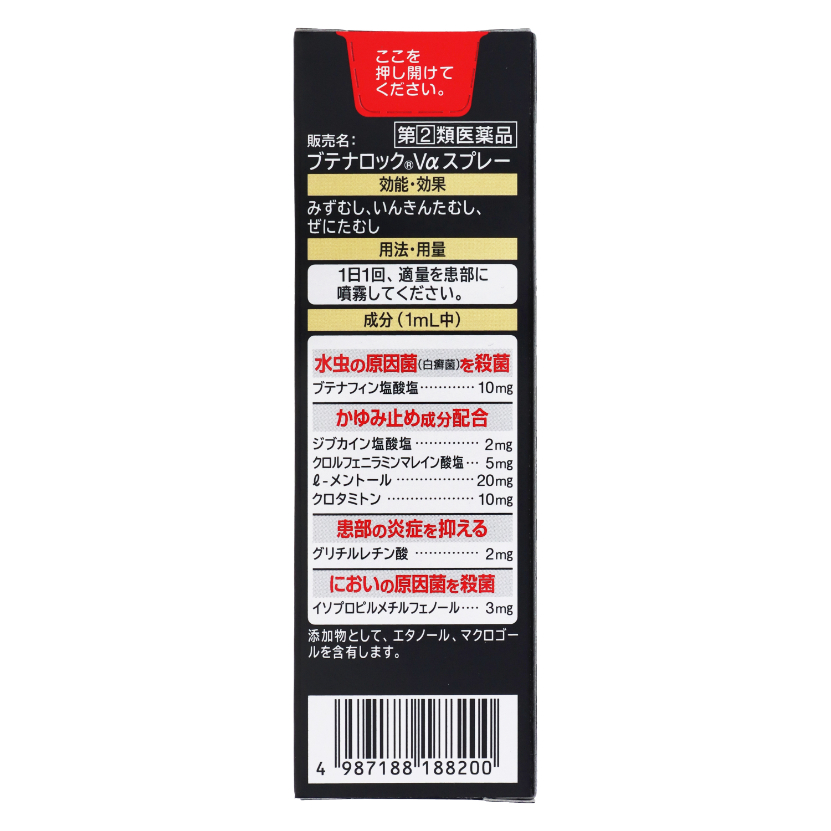 ここを
押し開けて
ください。
第②類医薬品
販売名:
ブテナロック®Vαスプレー
効能・効果
みずむし、いんきんたむし、
ぜにたむし
用法・用量
1日1回、適量を患部に
噴霧してください。
成分(1mL中)
水虫の原因菌(白癬菌)を殺菌
ブテナフィン塩酸塩…………10mg
かゆみ止め成分配合
ジブカイン塩酸塩…………2mg
クロルフェニラミンマレイン酸塩…5mg
ℓ-メントール…………20mg
クロタミトン…………10mg
患部の炎症を抑える
グリチルレチン酸…………2mg
においの原因菌を殺菌
イソプロピルメチルフェノール…3mg
添加物として、エタノール、マクロゴー
ルを含有します。
4 987188 188200